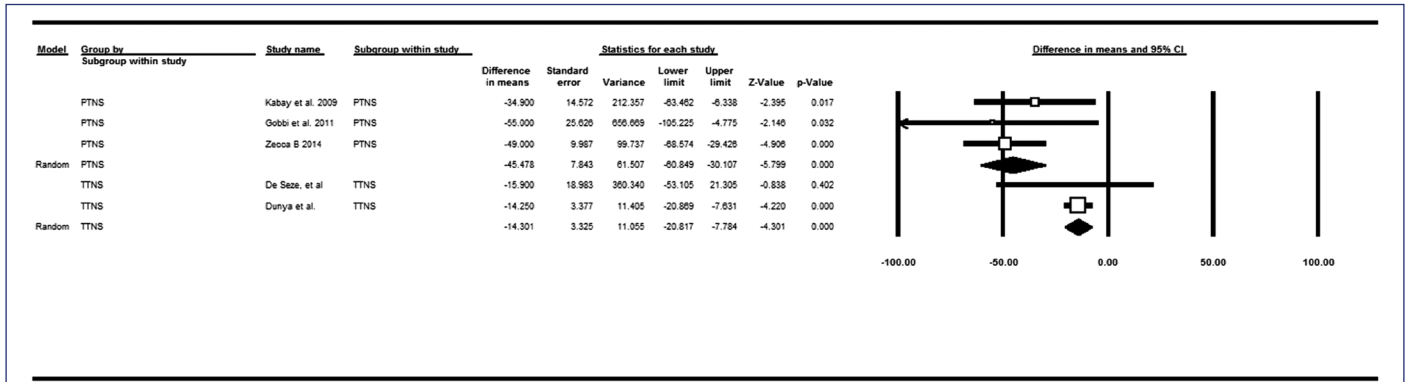 Model Group by Study name Subgroup within study Statistics for each study Difference in means and 95% CI
Subgroup within study
Difference in means Standard error Variance Lower limit Upper limit Z-Value p-Value
PTNS Kabay et al. 2009 PTNS -34.900 14.572 212.357 -63.462 -6.338 -2.395 0.017
PTNS Gobbi et al. 2011 PTNS -55.000 25.626 656.669 -105.225 -4.775 -2.146 0.032
PTNS Zecca B 2014 PTNS -49.000 9.987 99.737 -68.574 -29.426 -4.906 0.000
Random PTNS -45.478 7.843 61.507 -60.849 -30.107 -5.799 0.000
TTNS De Seze, et al TTNS -15.900 18.983 360.340 -53.105 21.305 -0.838 0.402
TTNS Dunya et al. TTNS -14.250 3.377 11.405 -20.869 -7.631 -4.220 0.000
Random TTNS -14.301 3.325 11.055 -20.817 -7.784 -4.301 0.000
-100.00 -50.00 0.00 50.00 100.00